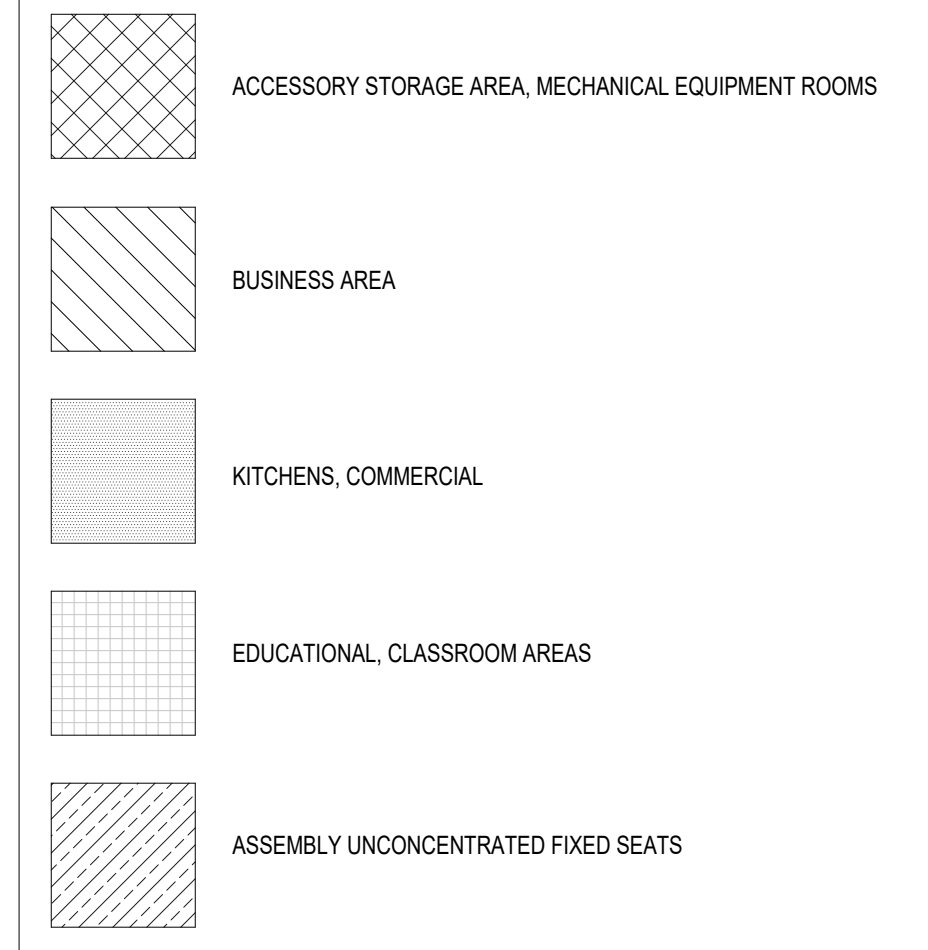 ACCESSORY STORAGE AREA, MECHANICAL EQUIPMENT ROOMS
BUSINESS AREA
KITCHENS, COMMERCIAL
EDUCATIONAL, CLASSROOM AREAS
ASSEMBLY UNCONCENTRATED FIXED SEATS